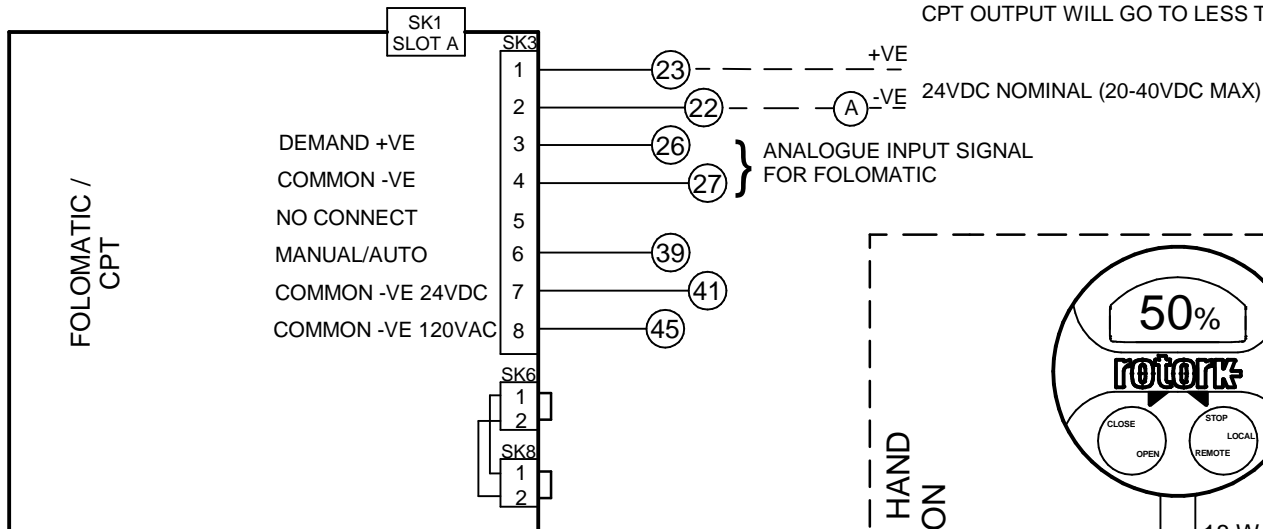 CPT OUTPUT WILL GO TO LESS
SK1
SLOT A
SK3
1
23
+VE
2
22
A
-VE
24VDC NOMINAL (20-40VDC MAX)
DEMAND +VE
3
26
COMMON -VE
4
27
ANALOGUE INPUT SIGNAL
FOR FOLOMATIC
NO CONNECT
5
MANUAL/AUTO
6
39
COMMON -VE 24VDC
7
41
COMMON -VE 120VAC
8
45
FOLOMATIC /
CPT
SK6
1
2
SK8
1
2
50%
rotork
CLOSE
OPEN
STOP
LOCAL
REMOTE
HAND
ON